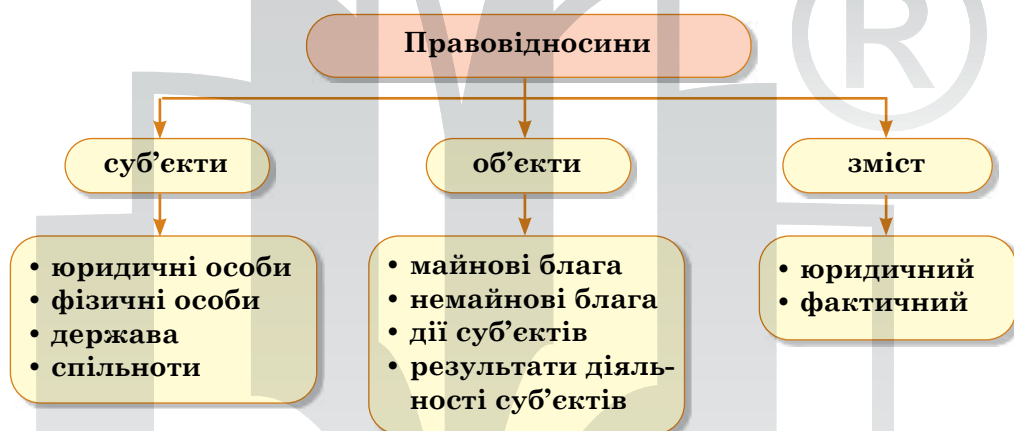 Правовідносини
суб’єкти
об’єкти
зміст
• юридичні особи
• фізичні особи
• держава
• спільноти
• майнові блага
• немайнові блага
• дії суб’єктів
• результати діяль-
ності суб’єктів
• юридичний
• фактичний
®